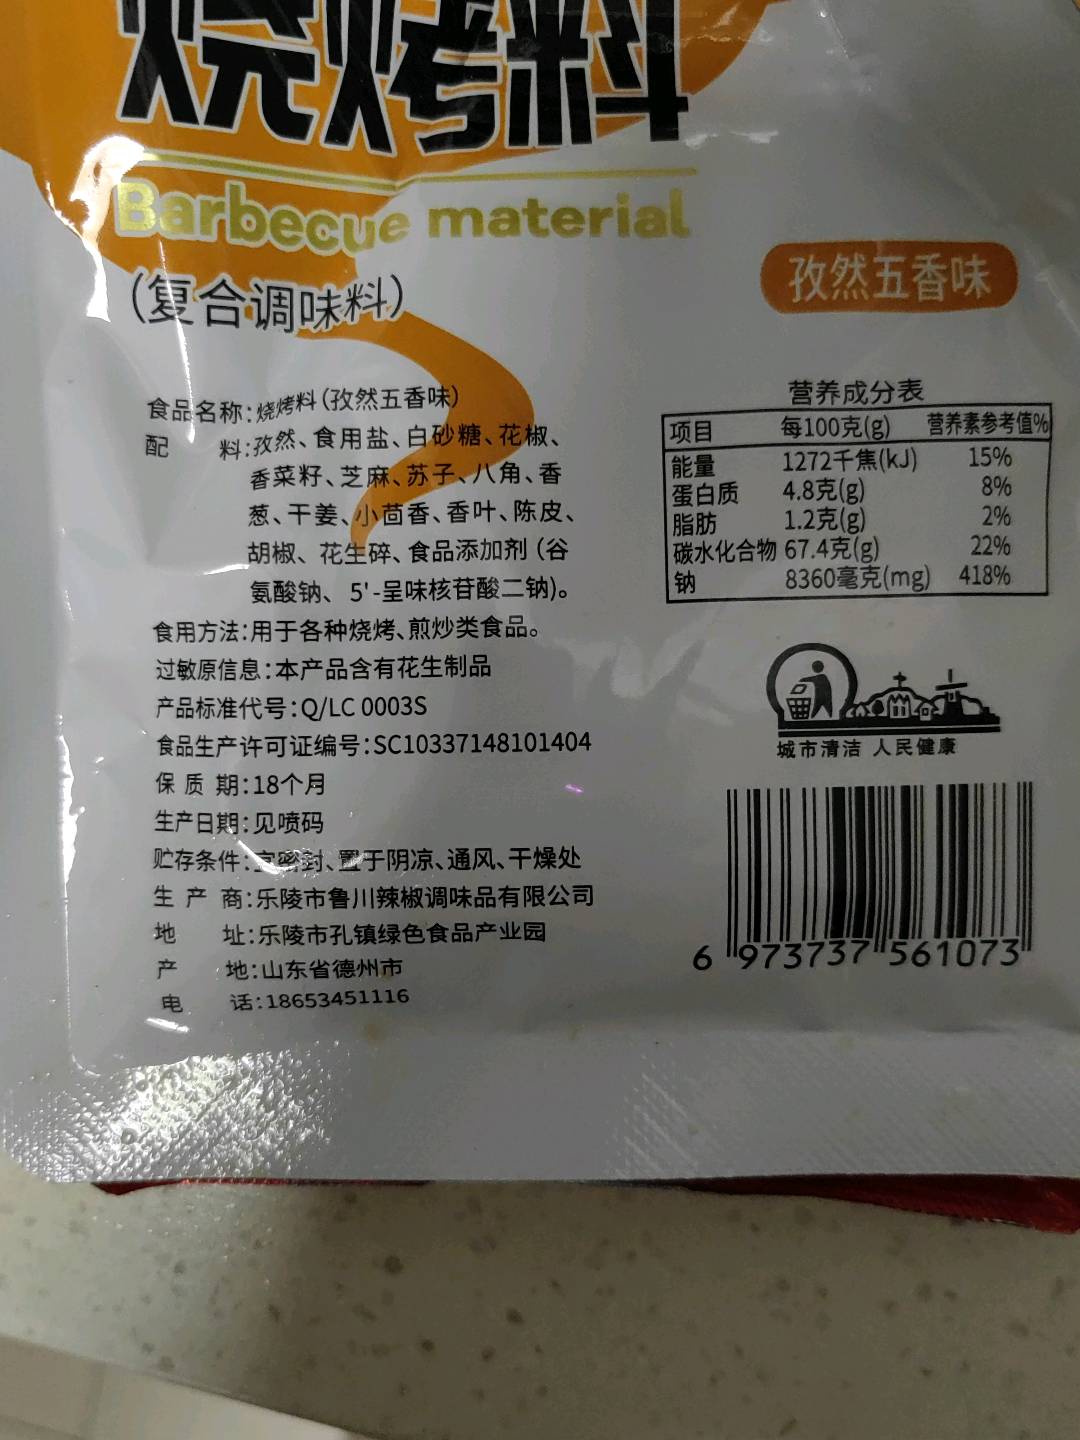 烧烤料
Barbecue material
(复合调味料)
孜然五香味
食品名称:烧烤料(孜然五香味)
配 料:孜然、食用盐、白砂糖、花椒、
香菜籽、芝麻、苏子、八角、香
葱、干姜、小茴香、香叶、陈皮、
胡椒、花生碎、食品添加剂(谷
氨酸钠、5'-呈味核苷酸二钠)。
食用方法:用于各种烧烤、煎炒类食品。
过敏原信息:本产品含有花生制品
产品标准代号:Q/LC 0003S
食品生产许可证编号:SC10337148101404
保质期:18个月
生产日期:见喷码
贮存条件:宜密封、置于阴凉、通风、干燥处
生产商:乐陵市鲁川辣椒调味品有限公司
地 址:乐陵市孔镇绿色食品产业园
产 地:山东省德州市
电 话:18653451116
营养成分表
项目 每100克(g) 营养素参考值%
能量 1272千焦(kJ) 15%
蛋白质 4.8克(g) 8%
脂肪 1.2克(g) 2%
碳水化合物 67.4克(g) 22%
钠 8360毫克(mg) 418%
城市清洁 人民健康
6 973737 561073